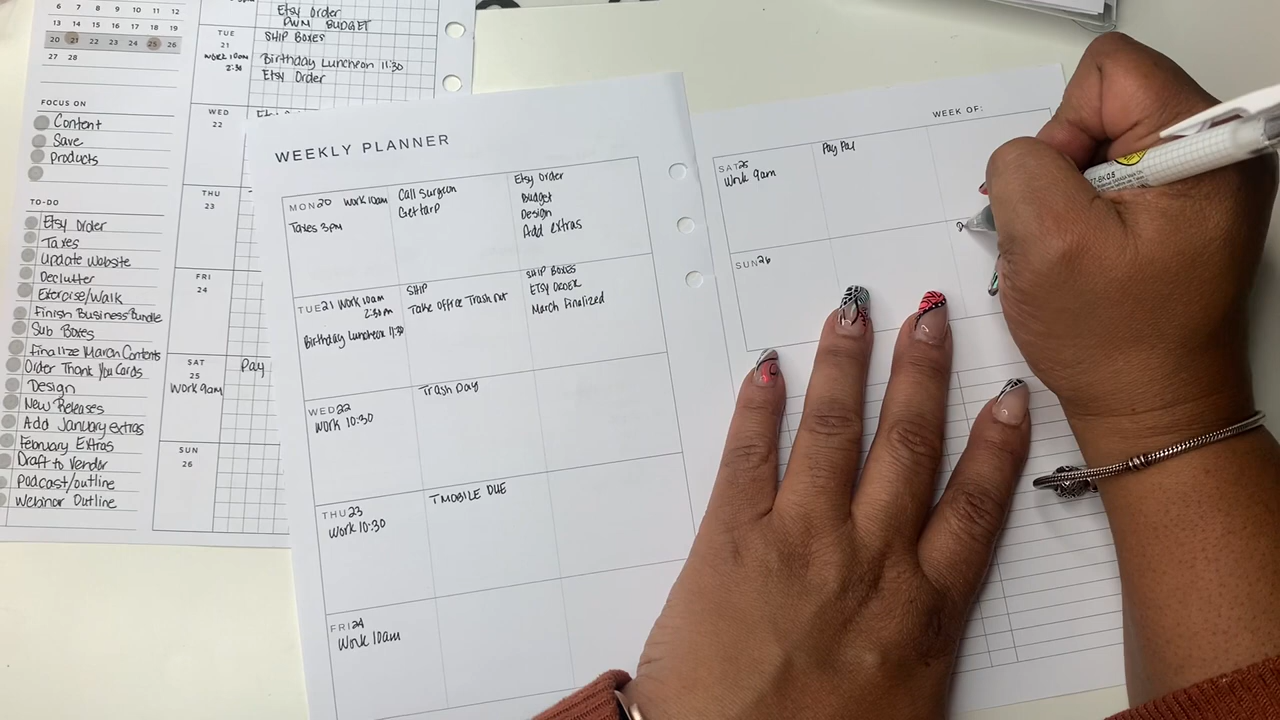 6 7 8 9 10 11 12
13 14 15 16 17 18 19
20 21 22 23 24 25 26
27 28
FOCUS ON
Content
Save
Products
TO-DO
Etsy Order
Taxes
Update Website
Declutter
Exercise/Walk
Finish Business Bundle
Sub Boxes
Finalize March Contents
Order Thank You Cards
Design
New Releases
Add January extras
February Extras
Draft to Vendor
Podcast/outline
Webinar Outline
Etsy Order
PWM BUDGET
TUE
21
Work 10am
2:30
SHIP BOXES
Birthday Luncheon 11:30
Etsy Order
WED
22
THU
23
FRI
24
SAT
25
Work 9am
Pay
SUN
26
WEEKLY PLANNER
MON 20 Work 10am
Taxes 3PM
Call Surgeon
Get tarp
Etsy Order
Budget
Design
Add extras
TUE 21 Work 10am
2:30pm
Birthday Luncheon 11:30
SHIP
Take Office Trash out
SHIP BOXES
ETSY ORDER
March Finalized
WED 22
Work 10:30
Trash Day
THU 23
Work 10:30
T MOBILE DUE
FRI 24
Work 10am
WEEK OF:
SAT 25
Work 9am
Pay Pal
SUN 26